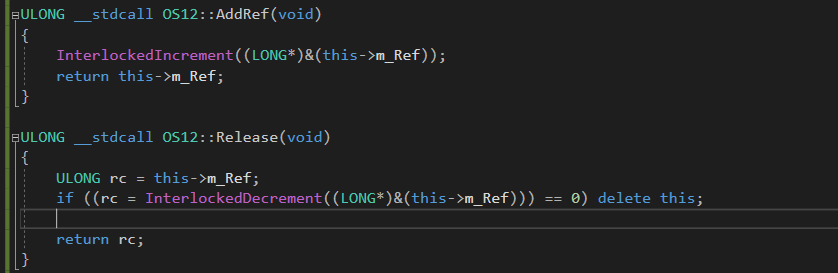 ULONG __stdcall OS12::AddRef(void)
{
InterlockedIncrement((LONG*)&(this->m_Ref));
return this->m_Ref;
}
ULONG __stdcall OS12::Release(void)
{
ULONG rc = this->m_Ref;
if ((rc = InterlockedDecrement((LONG*)&(this->m_Ref))) == 0) delete this;
return rc;
}